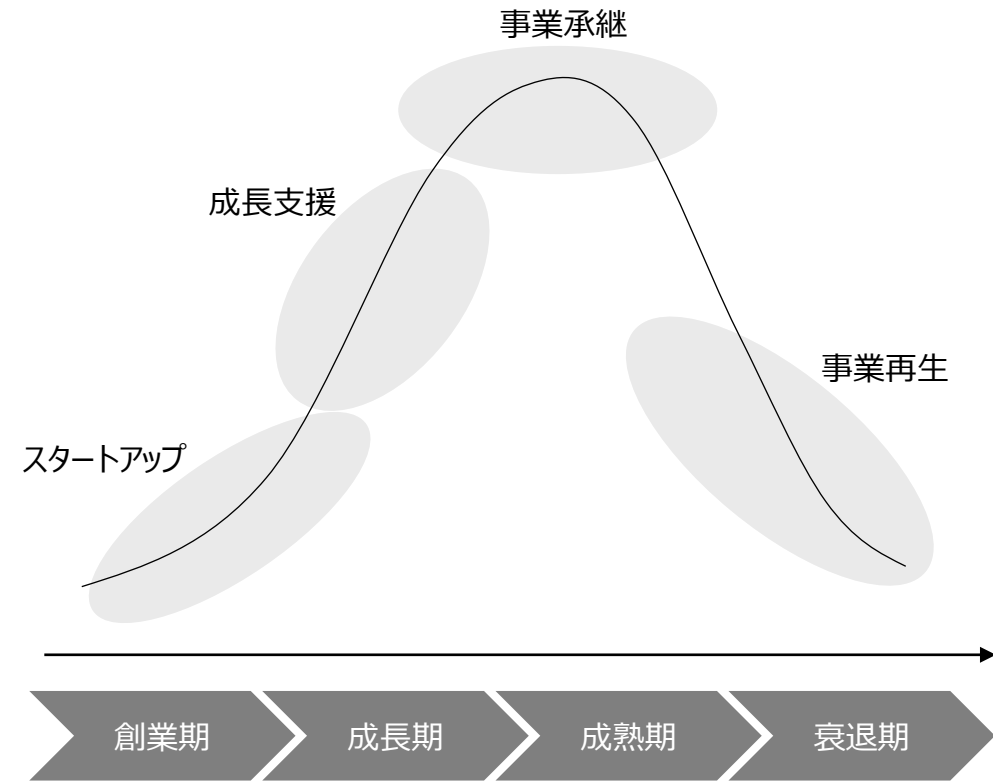 事業承継
成長支援
事業再生
スタートアップ
創業期
成長期
成熟期
衰退期